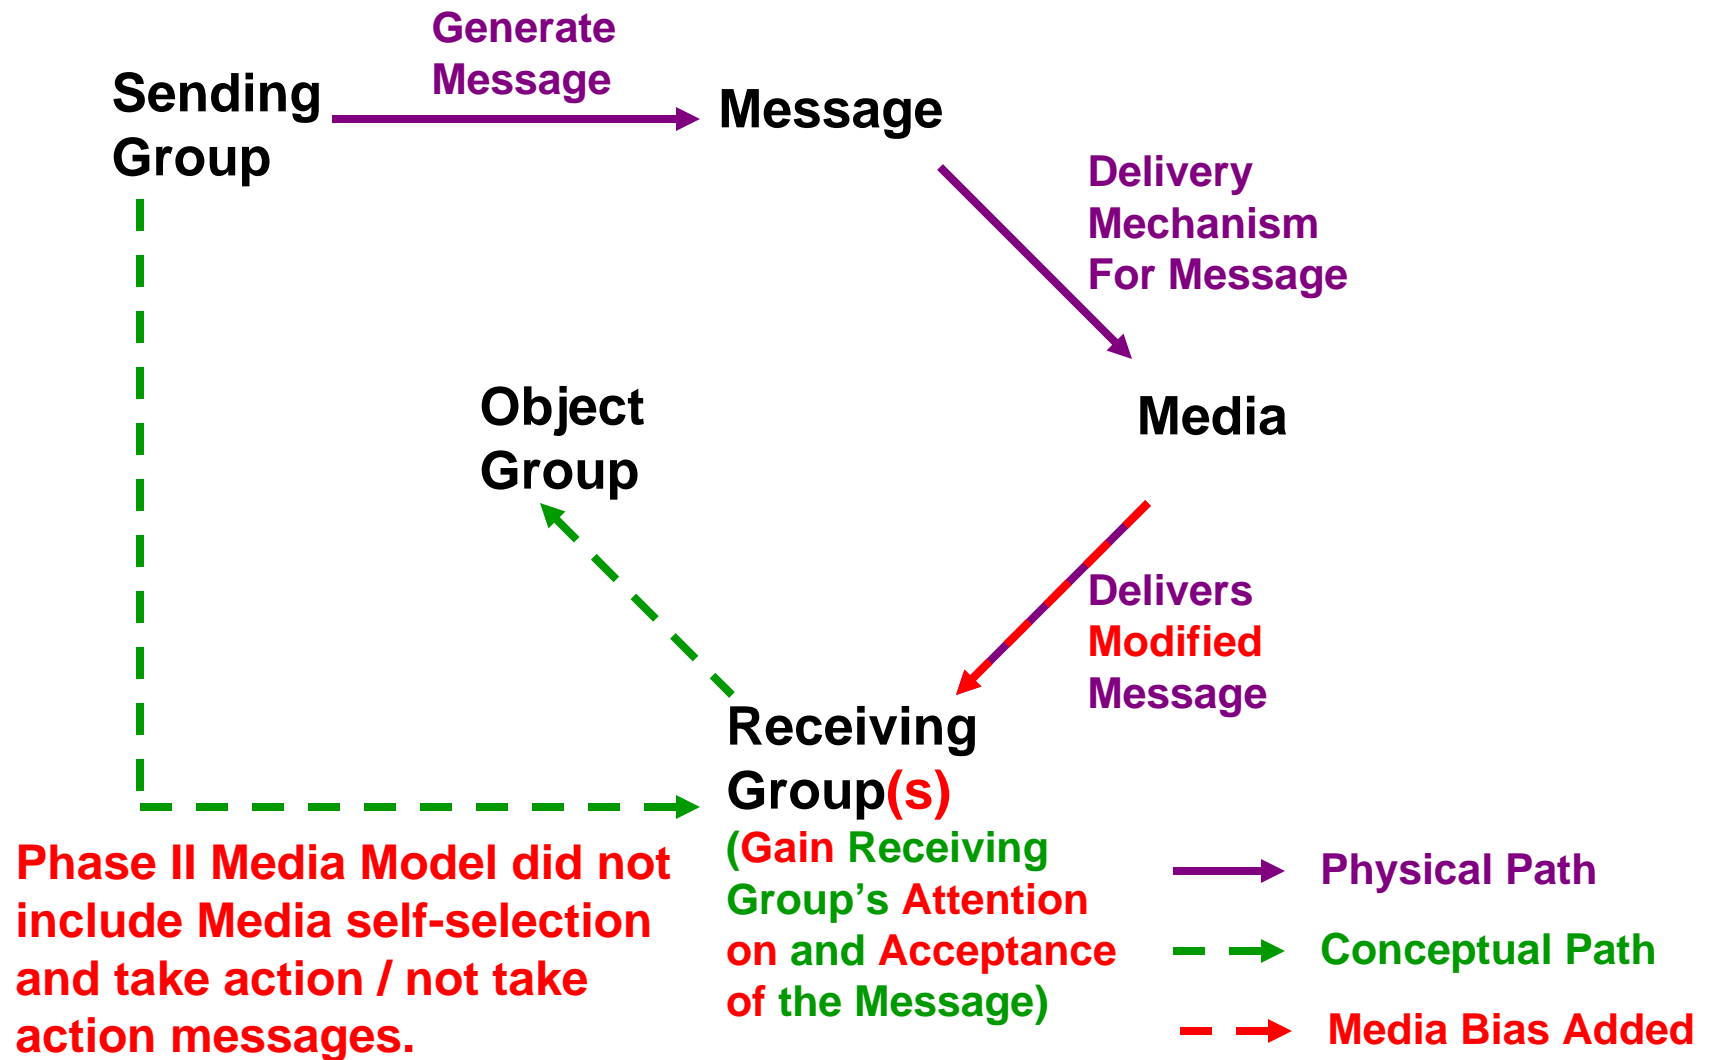 Generate
Message
Sending
Group
Message
Delivery
Mechanism
For Message
Object
Group
Media
Delivers
Modified
Message
Receiving
Group(s)
(Gain Receiving
Group’s Attention
on and Acceptance
of the Message)
Phase II Media Model did not
include Media self-selection
and take action / not take
action messages.
Physical Path
Conceptual Path
Media Bias Added